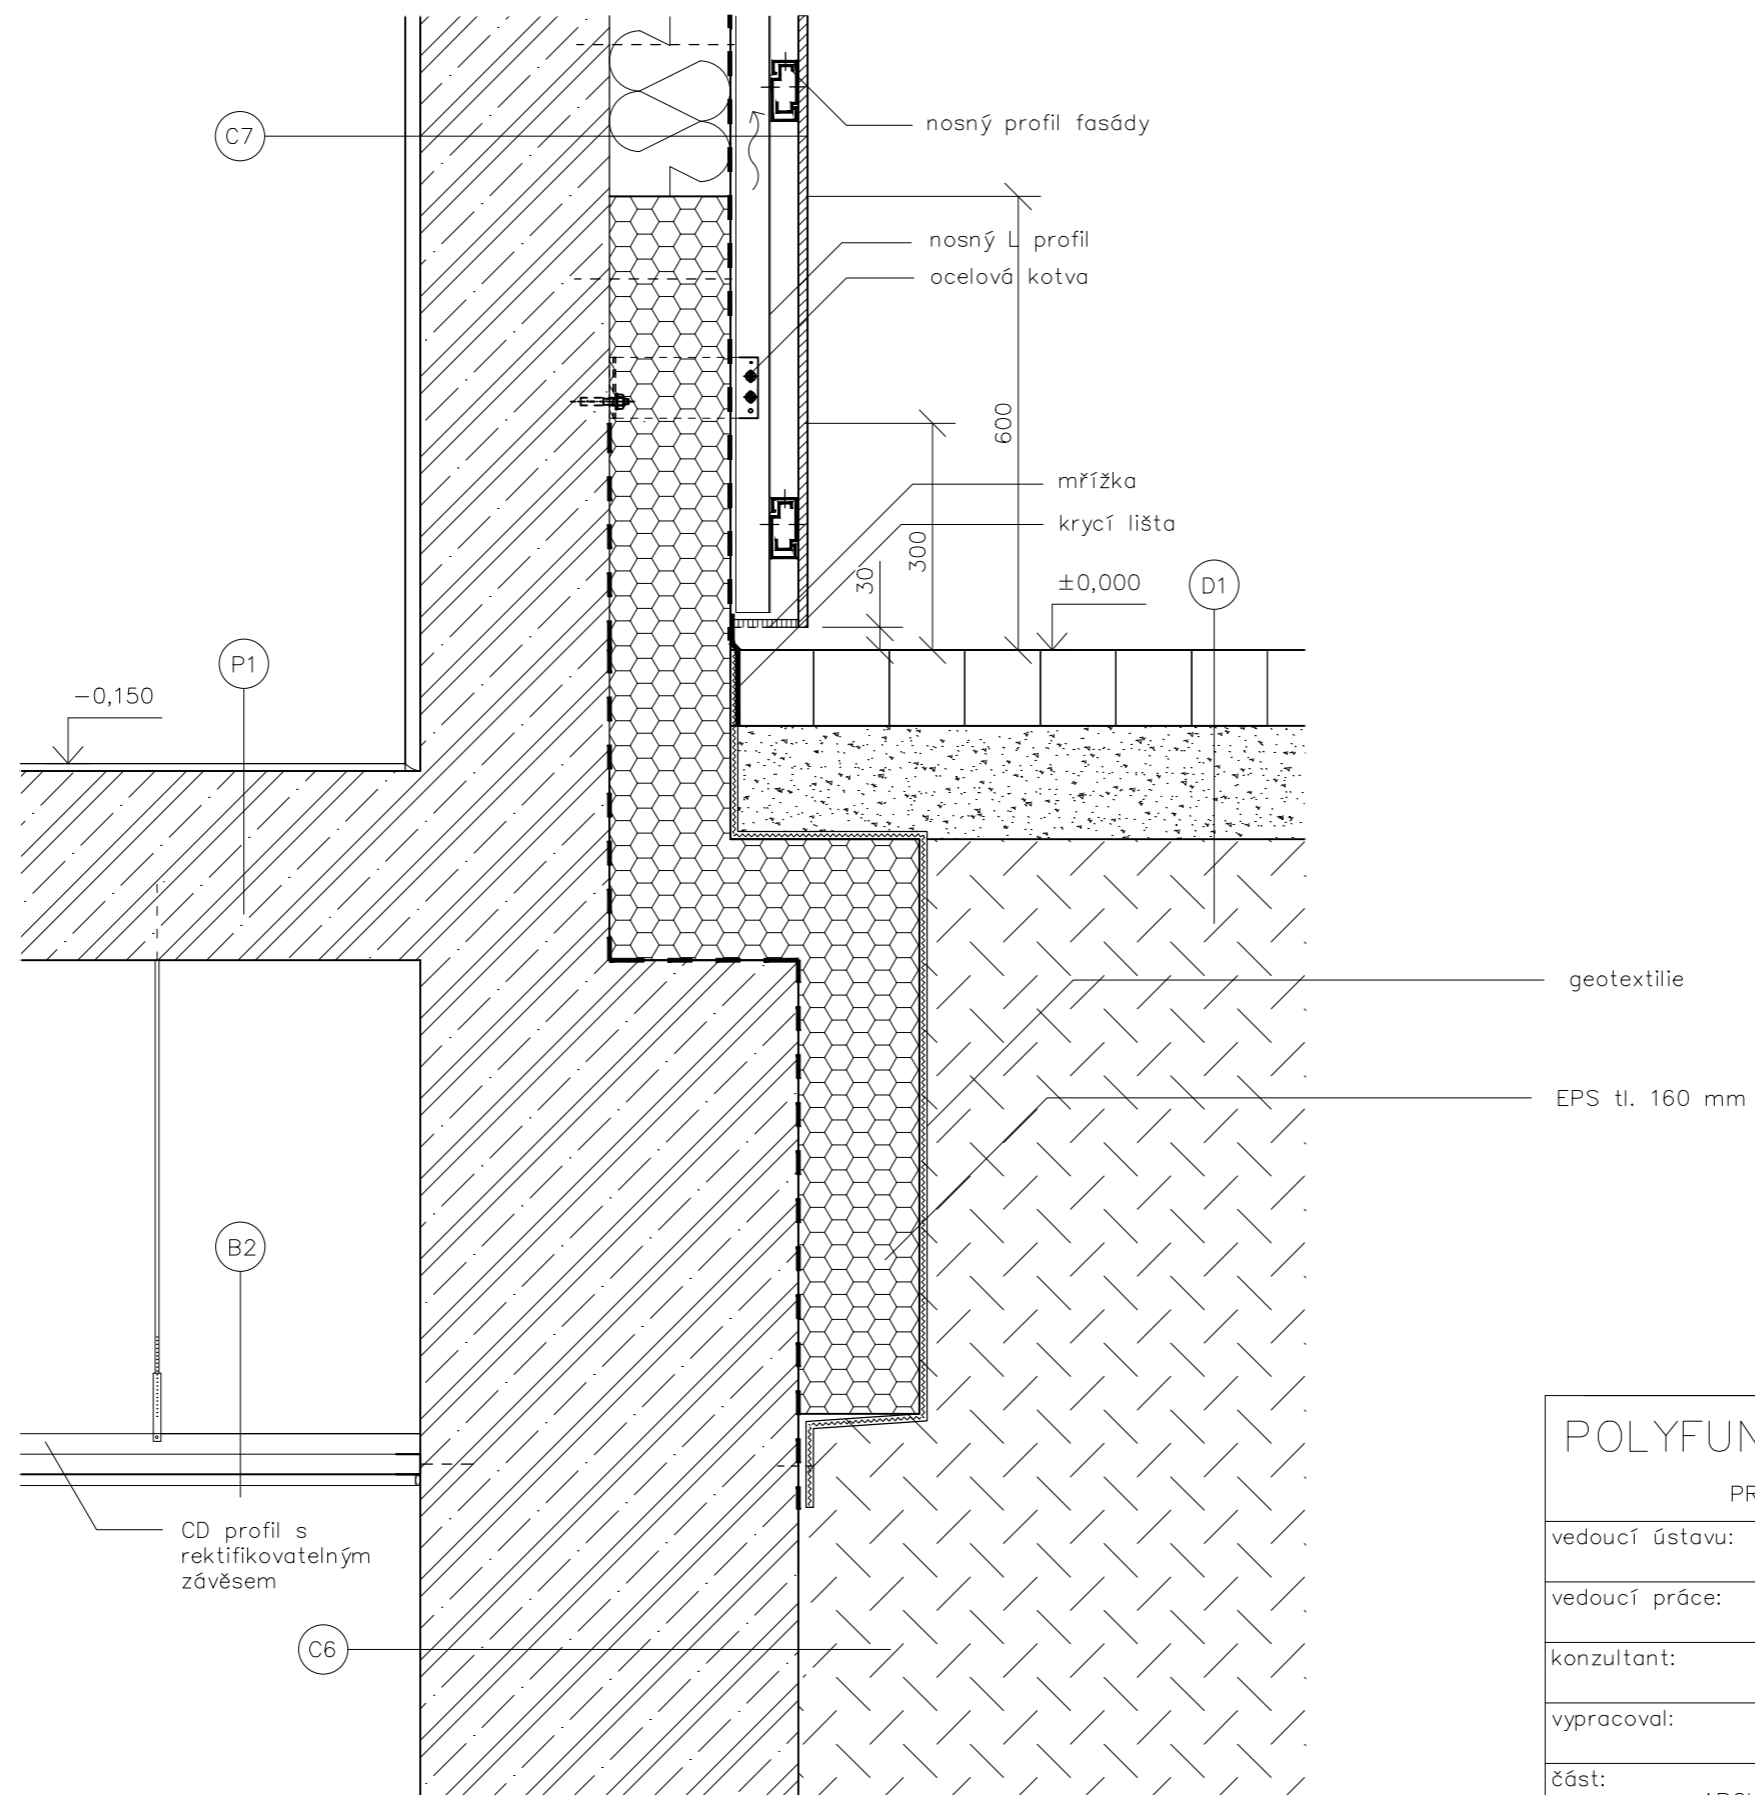 C7
nosný profil fasády
nosný L profil
ocelová kotva
600
mřížka
krycí lišta
300
30
±0,000
D1
P1
−0,150
geotextilie
EPS tl. 160 mm
B2
CD profil s
rektifikovatelným
závěsem
C6
POLYFUN
PR
vedoucí ústavu:
vedoucí práce:
konzultant:
vypracoval:
část: